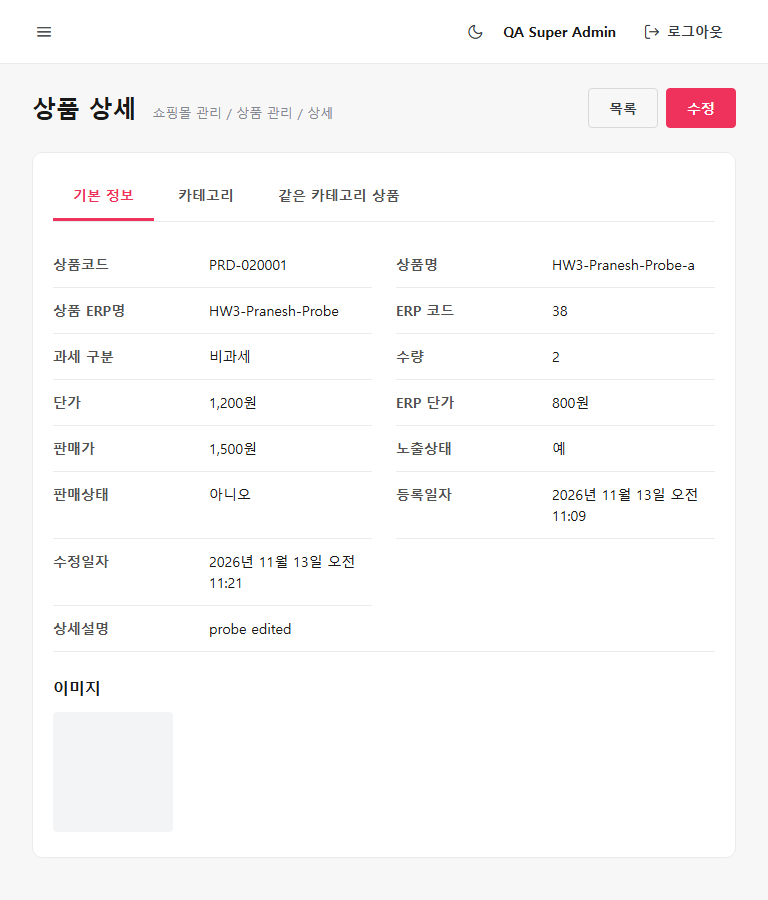 QA Super Admin 로그아웃
상품 상세 쇼핑몰 관리 / 상품 관리 / 상세 목록 수정
기본 정보 카테고리 같은 카테고리 상품
상품코드 PRD-020001 상품명 HW3-Pranesh-Probe-a
상품 ERP명 HW3-Pranesh-Probe ERP 코드 38
과세 구분 비과세 수량 2
단가 1,200원 ERP 단가 800원
판매가 1,500원 노출상태 예
판매상태 아니오 등록일자 2026년 11월 13일 오전
11:09
수정일자 2026년 11월 13일 오전
11:21
상세설명 probe edited
이미지